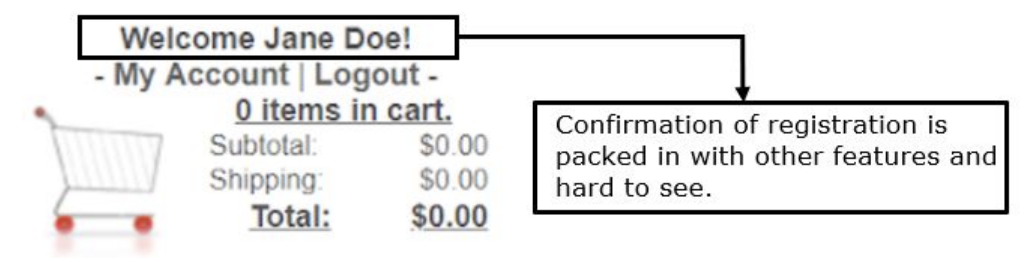 Welcome Jane Doe!
- My Account | Logout -
0 items in cart.
Subtotal: $0.00
Shipping: $0.00
Total: $0.00
Confirmation of registration is
packed in with other features and
hard to see.